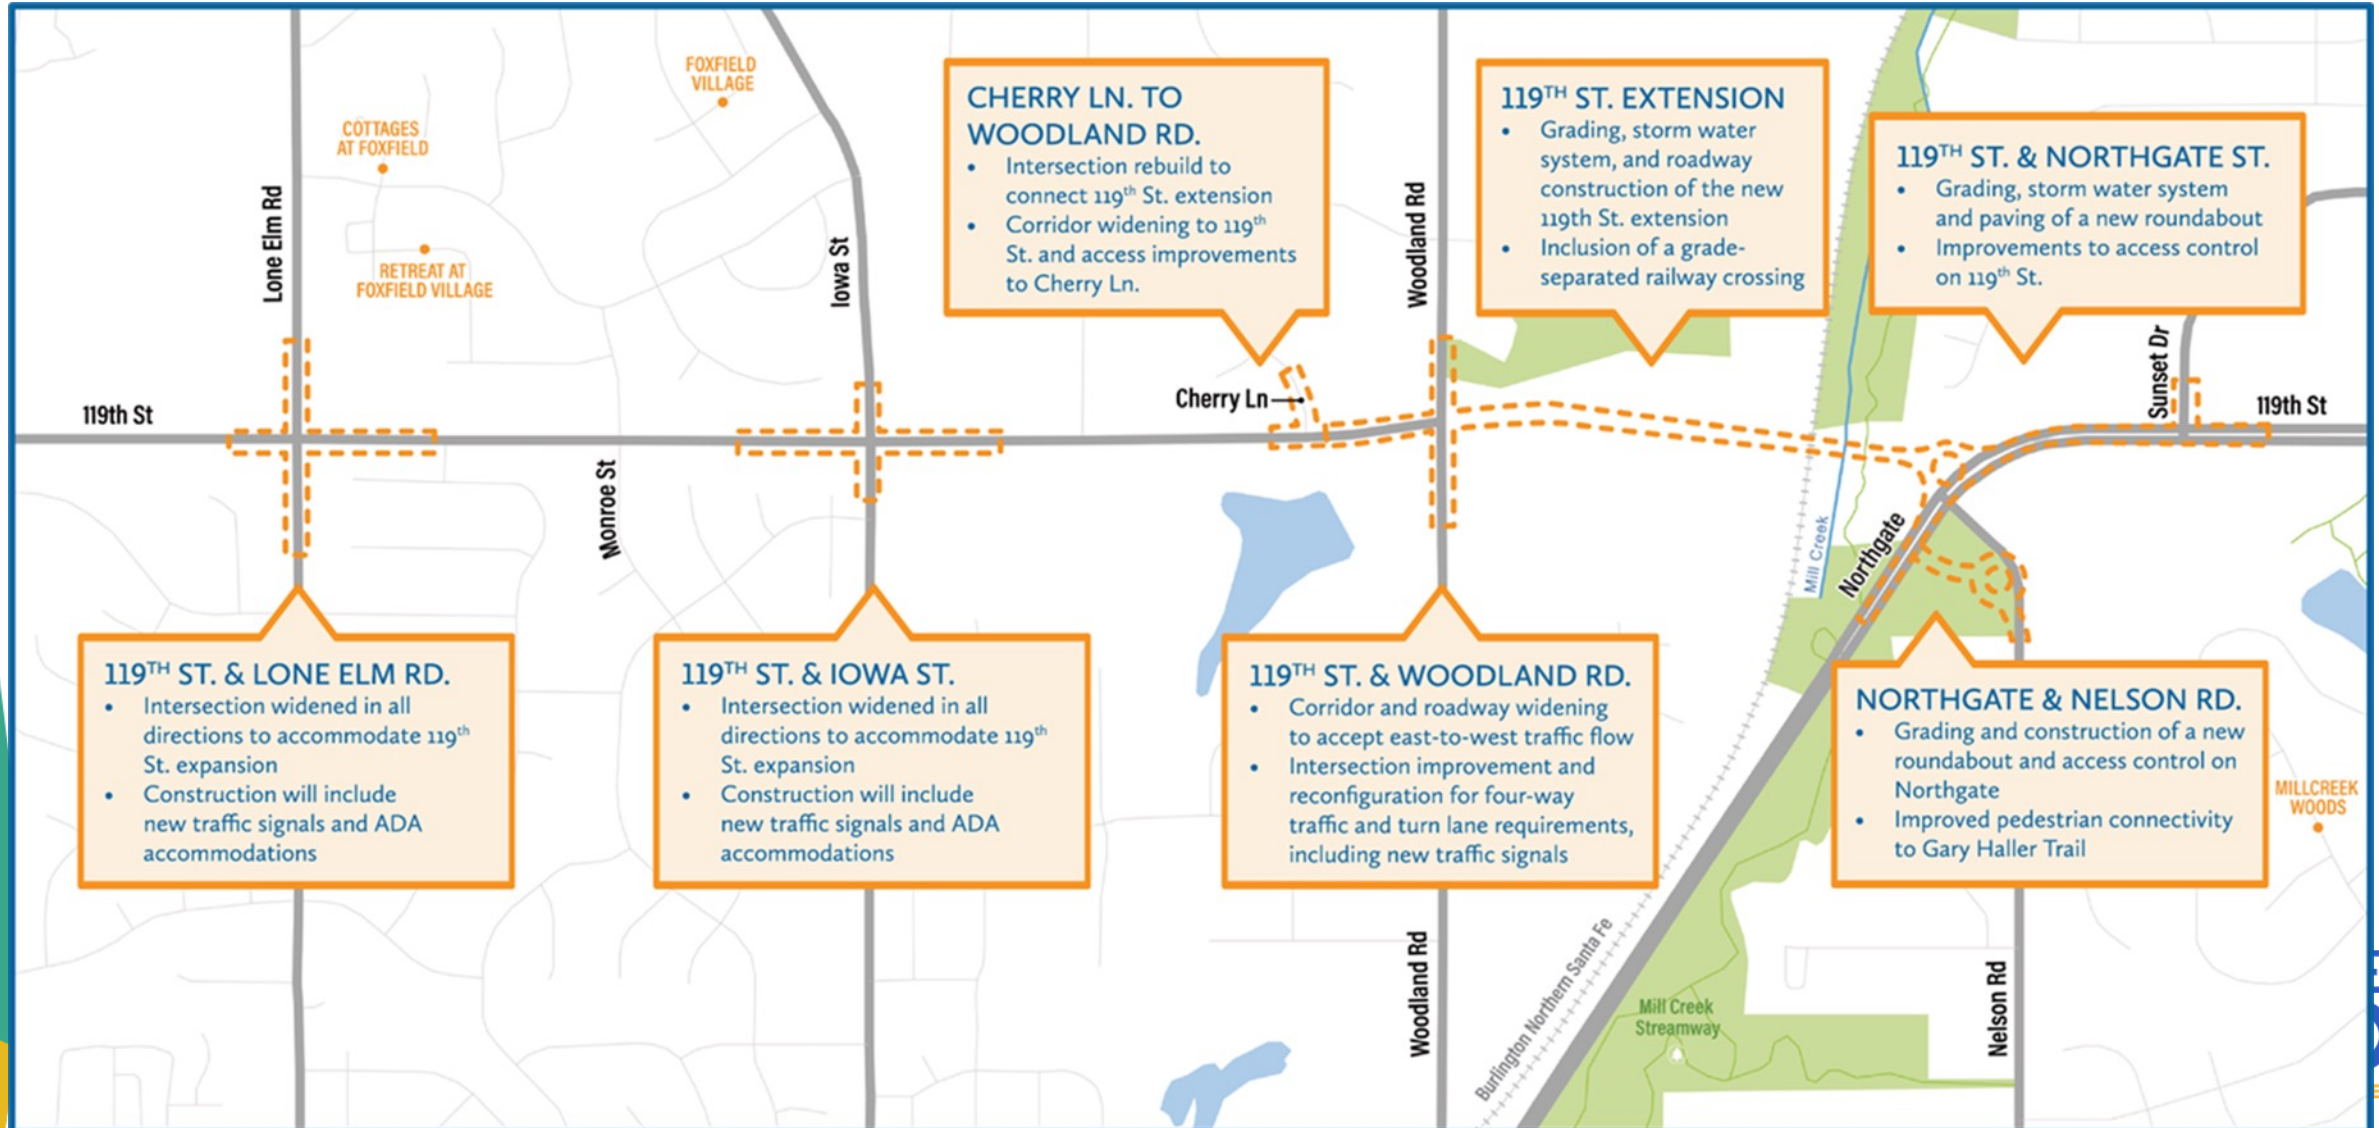 FOXFIELD
VILLAGE
COTTAGES
AT FOXFIELD
RETREAT AT
FOXFIELD VILLAGE
Lone Elm Rd
Iowa St
CHERRY LN. TO
WOODLAND RD.
• Intersection rebuild to
connect 119th St. extension
• Corridor widening to 119th
St. and access improvements
to Cherry Ln.
Woodland Rd
119TH ST. EXTENSION
• Grading, storm water
system, and roadway
construction of the new
119th St. extension
• Inclusion of a grade-
separated railway crossing
119TH ST. & NORTHGATE ST.
• Grading, storm water system
and paving of a new roundabout
• Improvements to access control
on 119th St.
Sunset Dr
119th St
Cherry Ln
119th St
Monroe St
Mill Creek
Northgate
119TH ST. & LONE ELM RD.
• Intersection widened in all
directions to accommodate 119th
St. expansion
• Construction will include
new traffic signals and ADA
accommodations
119TH ST. & IOWA ST.
• Intersection widened in all
directions to accommodate 119th
St. expansion
• Construction will include
new traffic signals and ADA
accommodations
119TH ST. & WOODLAND RD.
• Corridor and roadway widening
to accept east-to-west traffic flow
• Intersection improvement and
reconfiguration for four-way
traffic and turn lane requirements,
including new traffic signals
NORTHGATE & NELSON RD.
• Grading and construction of a new
roundabout and access control on
Northgate
• Improved pedestrian connectivity
to Gary Haller Trail
MILLCREEK
WOODS
Woodland Rd
Burlington Northern Santa Fe
Mill Creek
Streamway
Nelson Rd